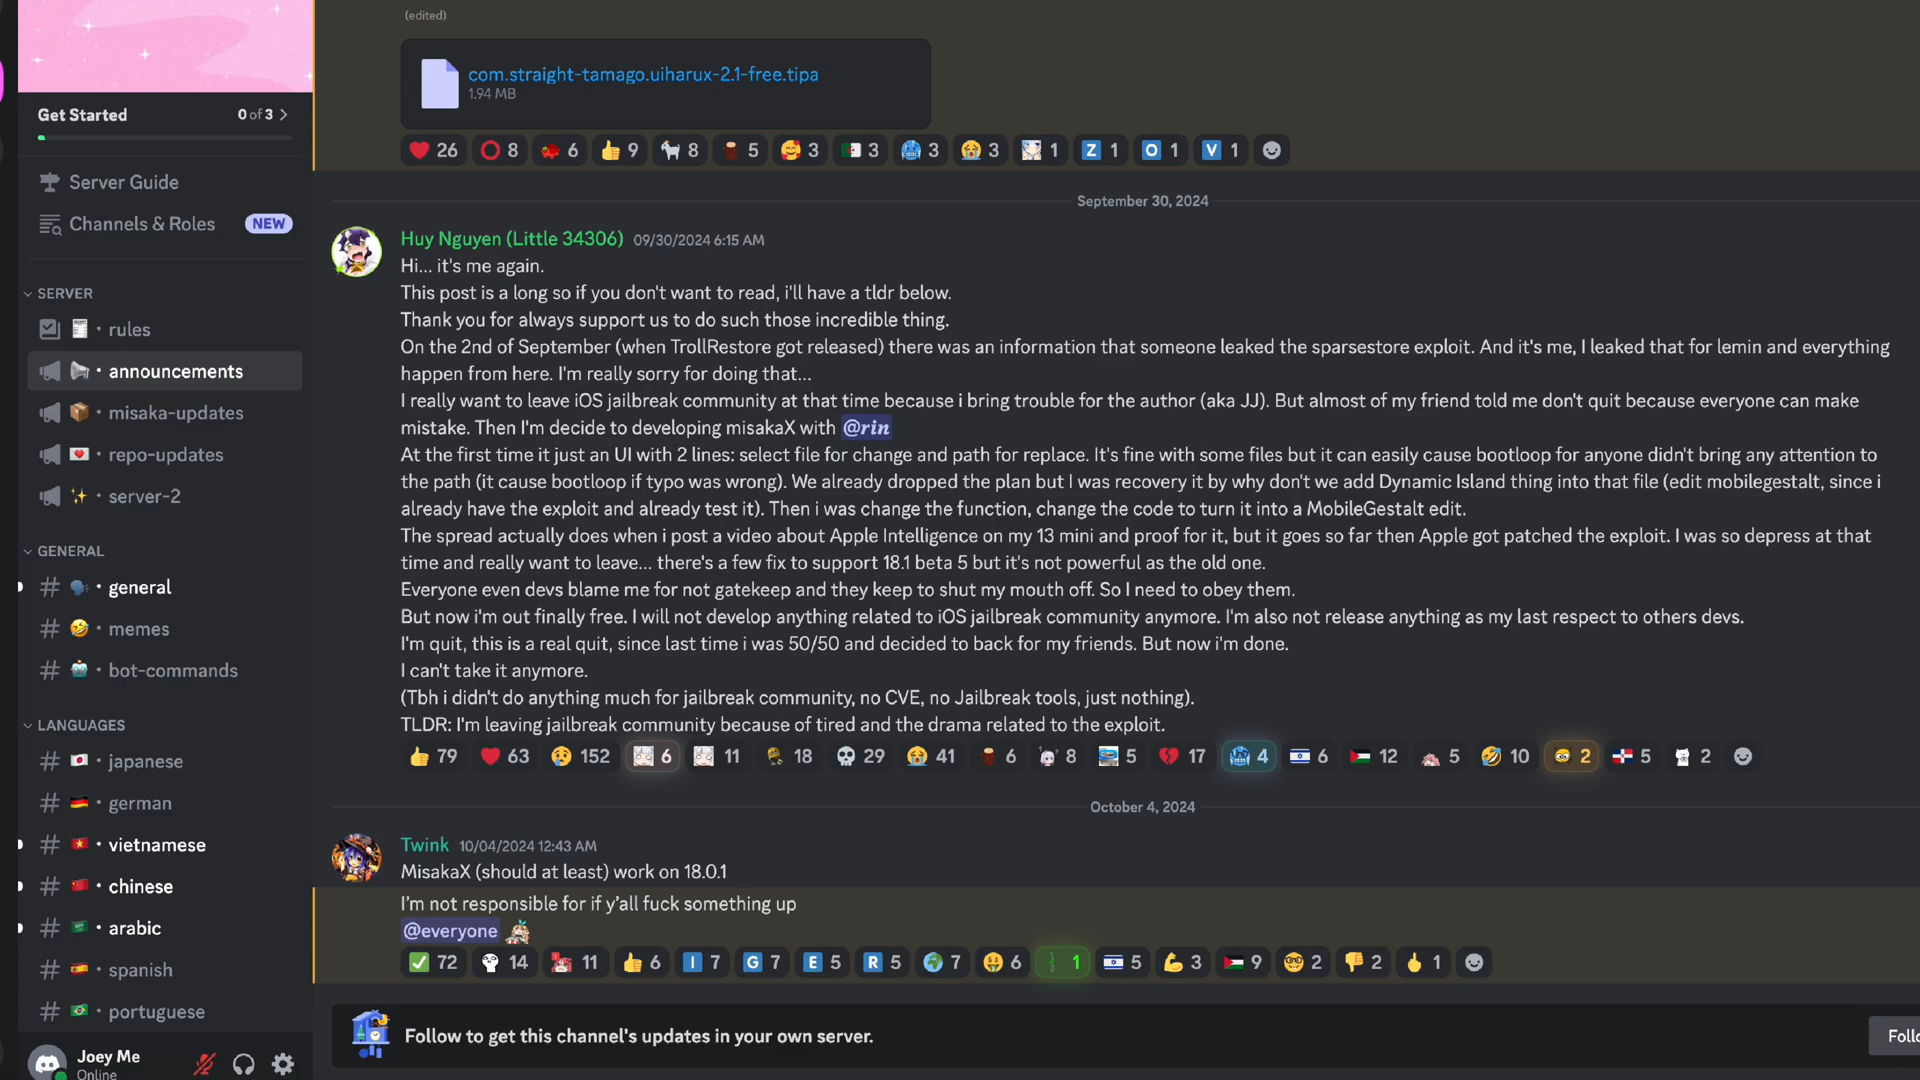 (edited)
com.straight-tamago.uiharux-2.1-free.tipa
1.94 MB
26 8 6 9 8 5 3 3 3 3 1 Z 1 O 1 V 1
Get Started 0 of 3
Server Guide
Channels & Roles NEW
SERVER
rules
announcements
misaka-updates
repo-updates
server-2
GENERAL
general
memes
bot-commands
LANGUAGES
japanese
german
vietnamese
chinese
arabic
spanish
portuguese
Joey Me
Online
September 30, 2024
Huy Nguyen (Little 34306) 09/30/2024 6:15 AM
Hi... it's me again.
This post is a long so if you don't want to read, i'll have a tldr below.
Thank you for always support us to do such those incredible thing.
On the 2nd of September (when TrollRestore got released) there was an information that someone leaked the sparsestore exploit. And it's me, I leaked that for lemin and everything
happen from here. I'm really sorry for doing that...
I really want to leave iOS jailbreak community at that time because i bring trouble for the author (aka JJ). But almost of my friend told me don't quit because everyone can make
mistake. Then I'm decide to developing misakaX with @rin
At the first time it just an UI with 2 lines: select file for change and path for replace. It's fine with some files but it can easily cause bootloop for anyone didn't bring any attention to
the path (it cause bootloop if typo was wrong). We already dropped the plan but I was recovery it by why don't we add Dynamic Island thing into that file (edit mobilegestalt, since i
already have the exploit and already test it). Then i was change the function, change the code to turn it into a MobileGestalt edit.
The spread actually does when i post a video about Apple Intelligence on my 13 mini and proof for it, but it goes so far then Apple got patched the exploit. I was so depress at that
time and really want to leave... there's a few fix to support 18.1 beta 5 but it's not powerful as the old one.
Everyone even devs blame me for not gatekeep and they keep to shut my mouth off. So I need to obey them.
But now i'm out finally free. I will not develop anything related to iOS jailbreak community anymore. I'm also not release anything as my last respect to others devs.
I'm quit, this is a real quit, since last time i was 50/50 and decided to back for my friends. But now i'm done.
I can't take it anymore.
(Tbh i didn't do anything much for jailbreak community, no CVE, no Jailbreak tools, just nothing).
TLDR: I'm leaving jailbreak community because of tired and the drama related to the exploit.
79 63 152 6 11 18 29 41 6 8 5 17 4 6 12 5 10 2 5 2
October 4, 2024
Twink 10/04/2024 12:43 AM
MisakaX (should at least) work on 18.0.1
I'm not responsible for if y'all fuck something up
@everyone
72 14 11 6 I 7 G 7 E 5 R 5 7 6 1 5 3 9 2 2 1
Follow to get this channel's updates in your own server.
Follo